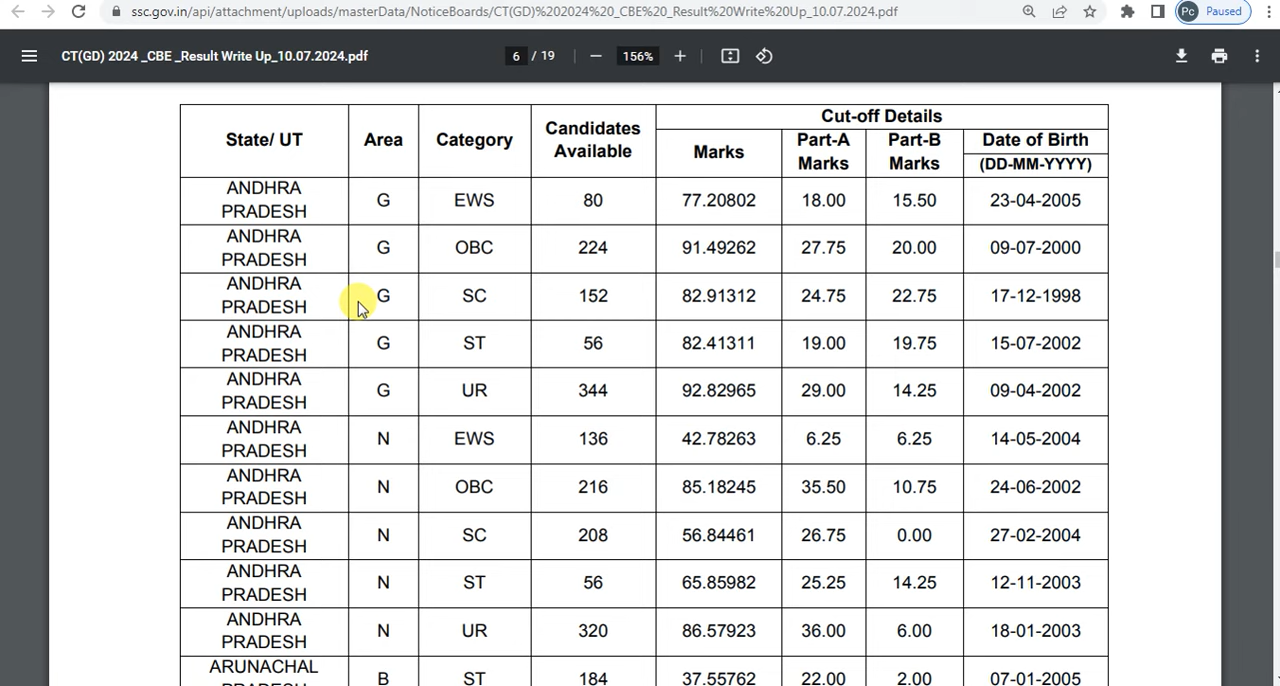 ssc.gov.in/api/attachment/uploads/masterData/NoticeBoards/CT(GD)%202024%20_CBE%20_Result%20Write%20Up_10.07.2024.pdf
Pc Paused
CT(GD) 2024 _CBE _Result Write Up_10.07.2024.pdf 6 / 19 156%
State/ UT Area Category Candidates Available Cut-off Details
Marks Part-A Marks Part-B Marks Date of Birth (DD-MM-YYYY)
ANDHRA PRADESH G EWS 80 77.20802 18.00 15.50 23-04-2005
ANDHRA PRADESH G OBC 224 91.49262 27.75 20.00 09-07-2000
ANDHRA PRADESH G SC 152 82.91312 24.75 22.75 17-12-1998
ANDHRA PRADESH G ST 56 82.41311 19.00 19.75 15-07-2002
ANDHRA PRADESH G UR 344 92.82965 29.00 14.25 09-04-2002
ANDHRA PRADESH N EWS 136 42.78263 6.25 6.25 14-05-2004
ANDHRA PRADESH N OBC 216 85.18245 35.50 10.75 24-06-2002
ANDHRA PRADESH N SC 208 56.84461 26.75 0.00 27-02-2004
ANDHRA PRADESH N ST 56 65.85982 25.25 14.25 12-11-2003
ANDHRA PRADESH N UR 320 86.57923 36.00 6.00 18-01-2003
ARUNACHAL PRADESH B ST 184 37.55762 22.00 2.00 07-01-2005